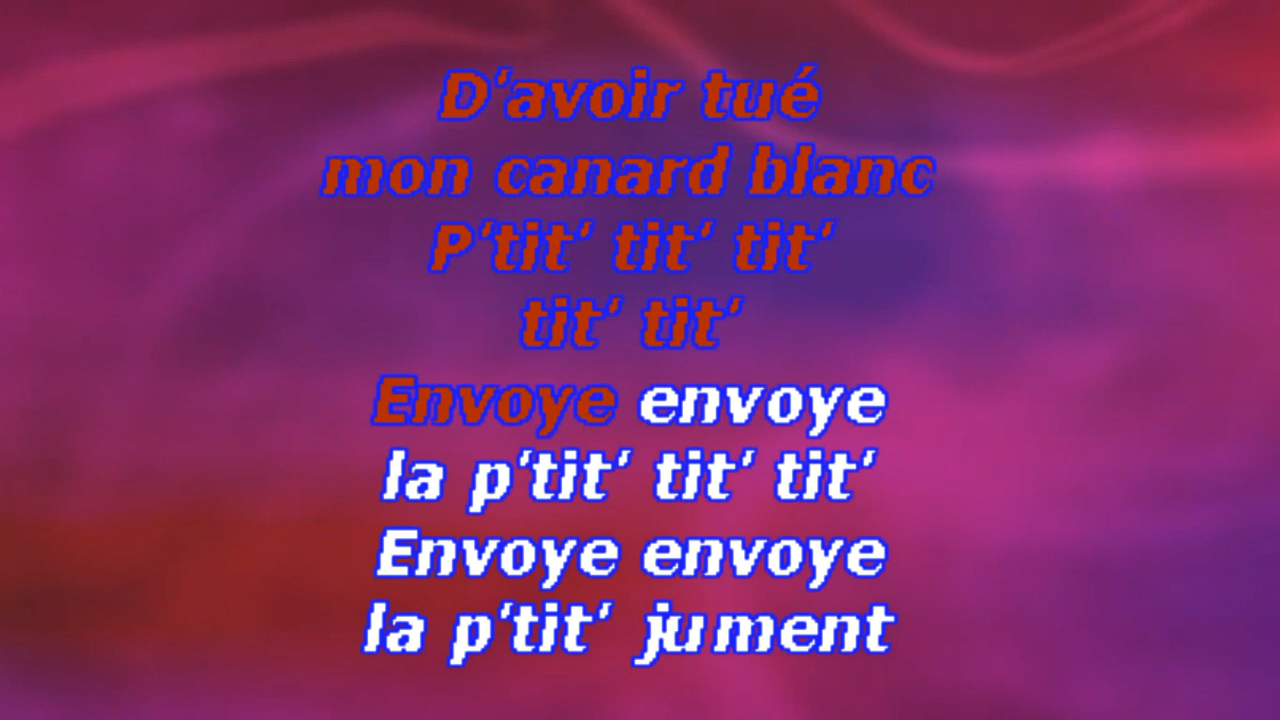 D'avoir tué
mon canard blanc
P'tit' tit' tit'
tit' tit'
Envoye envoye
la p'tit' tit' tit'
Envoye envoye
la p'tit' jument